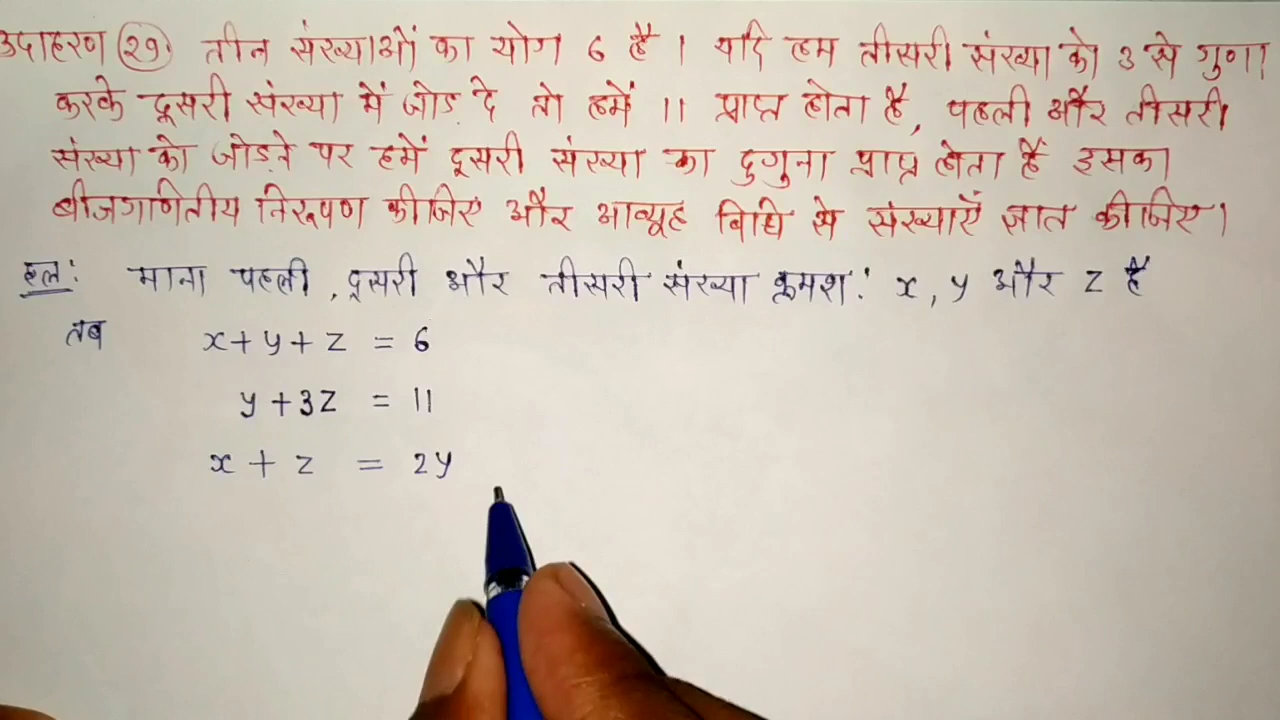 उदाहरण (29) तीन संख्याओं का योग 6 है । यदि हम तीसरी संख्या को 3 से गुणा
करके दूसरी संख्या में जोड़ दे तो हमें 11 प्राप्त होता है, पहली और तीसरी
संख्या को जोड़ने पर हमें दूसरी संख्या का दुगुना प्राप्त होता हैं इसका
बीजगणितीय निरूपण कीजिए और आव्यूह विधि से संख्याएँ ज्ञात कीजिए।
हल: माना पहली, दूसरी और तीसरी संख्या क्रमश: x, y और z है
तब x + y + z = 6
y + 3z = 11
x + z = 2y